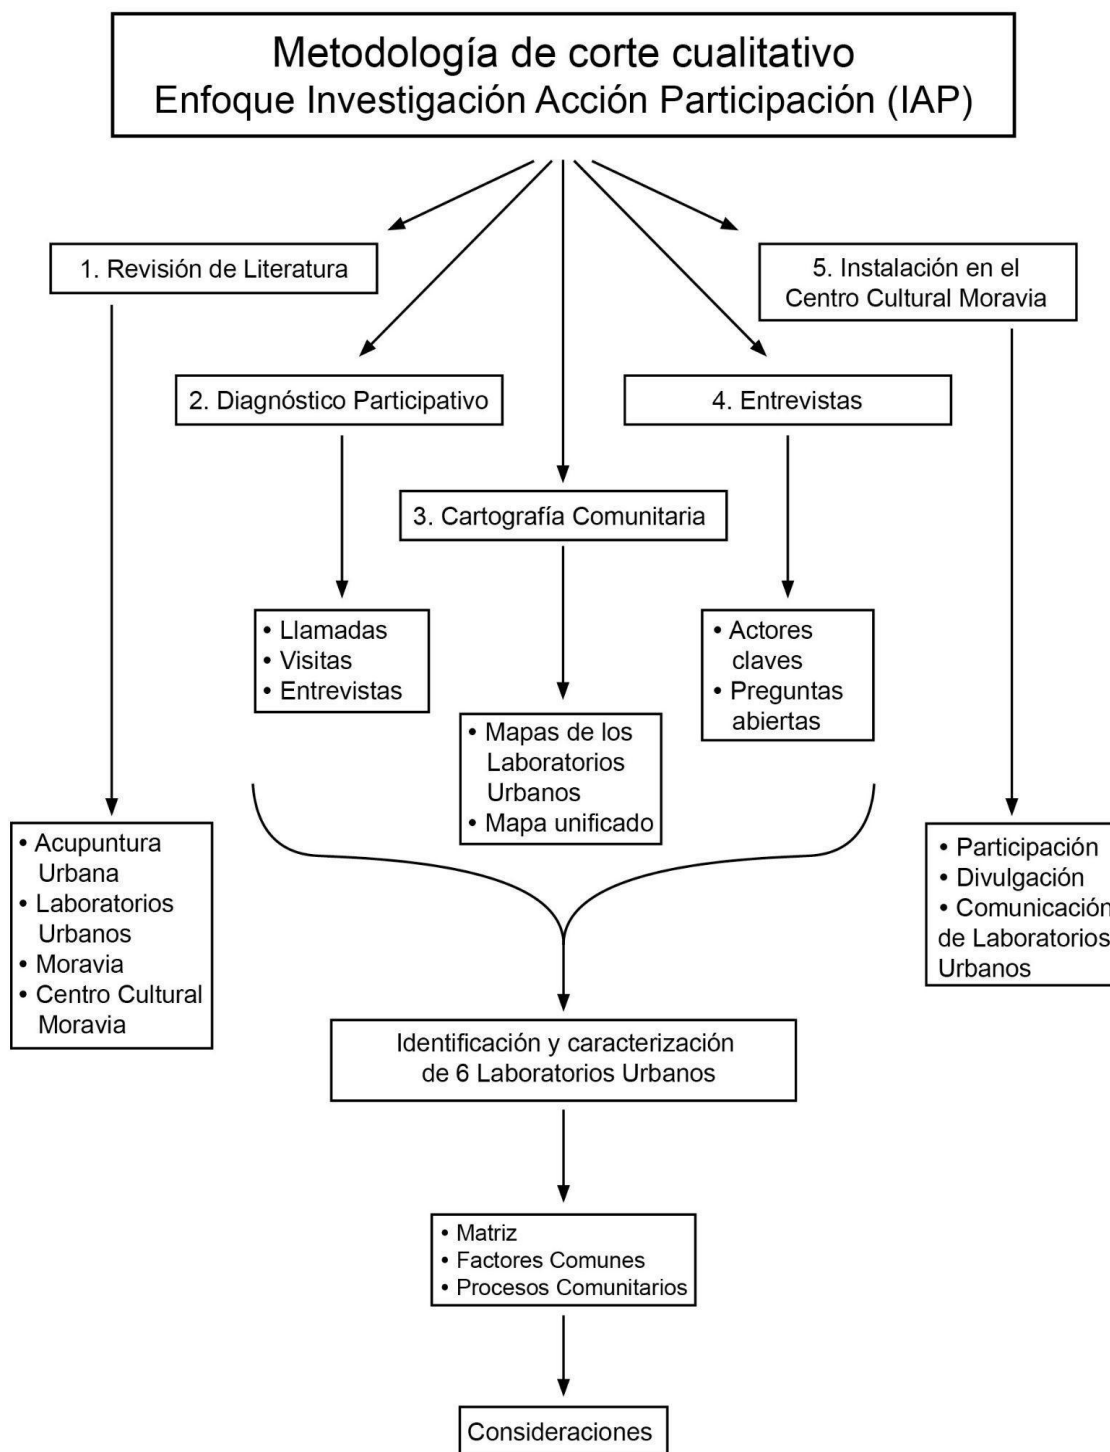 Metodología de corte cualitativo
Enfoque Investigación Acción Participación (IAP)
1. Revisión de Literatura
5. Instalación en el
Centro Cultural Moravia
2. Diagnóstico Participativo
4. Entrevistas
3. Cartografía Comunitaria
• Llamadas
• Visitas
• Entrevistas
• Actores
claves
• Preguntas
abiertas
• Mapas de los
Laboratorios
Urbanos
• Mapa unificado
• Acupuntura
Urbana
• Laboratorios
Urbanos
• Moravia
• Centro Cultural
Moravia
• Participación
• Divulgación
• Comunicación
de Laboratorios
Urbanos
Identificación y caracterización
de 6 Laboratorios Urbanos
• Matriz
• Factores Comunes
• Procesos Comunitarios
Consideraciones